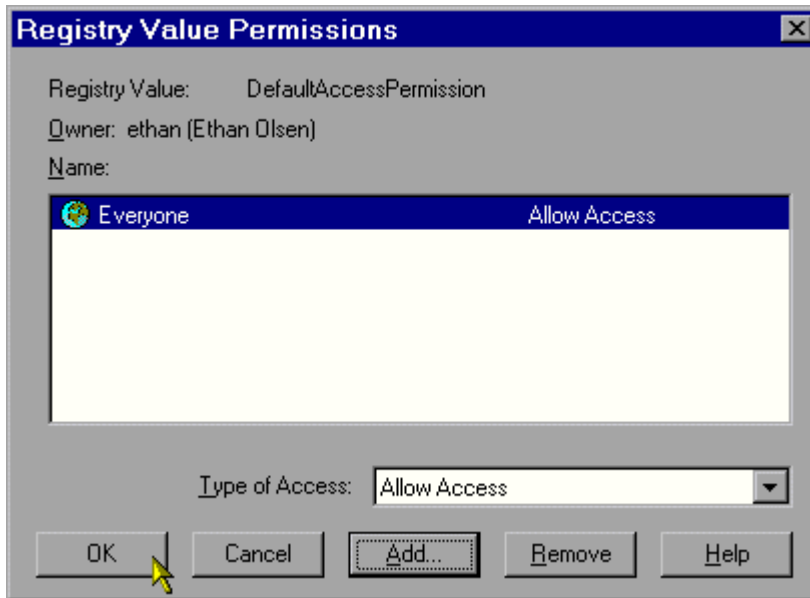 Registry Value Permissions
Registry Value: DefaultAccessPermission
Owner: ethan (Ethan Olsen)
Name:
Everyone Allow Access
Type of Access: Allow Access
OK Cancel Add... Remove Help